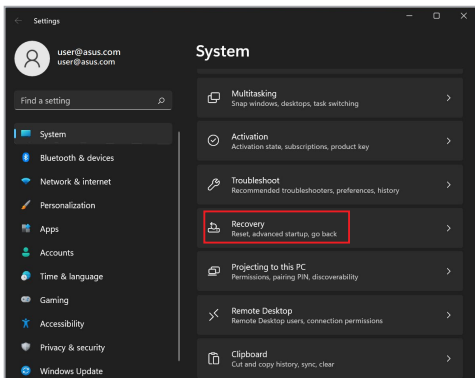 Settings
user@asus.com
user@asus.com
Find a setting
System
Bluetooth & devices
Network & internet
Personalization
Apps
Accounts
Time & language
Gaming
Accessibility
Privacy & security
Windows Update
System
Multitasking
Snap windows, desktops, task switching
Activation
Activation state, subscriptions, product key
Troubleshoot
Recommended troubleshooters, preferences, history
Recovery
Reset, advanced startup, go back
Projecting to this PC
Permissions, pairing PIN, discoverability
Remote Desktop
Remote Desktop users, connection permissions
Clipboard
Cut and copy history, sync, clear